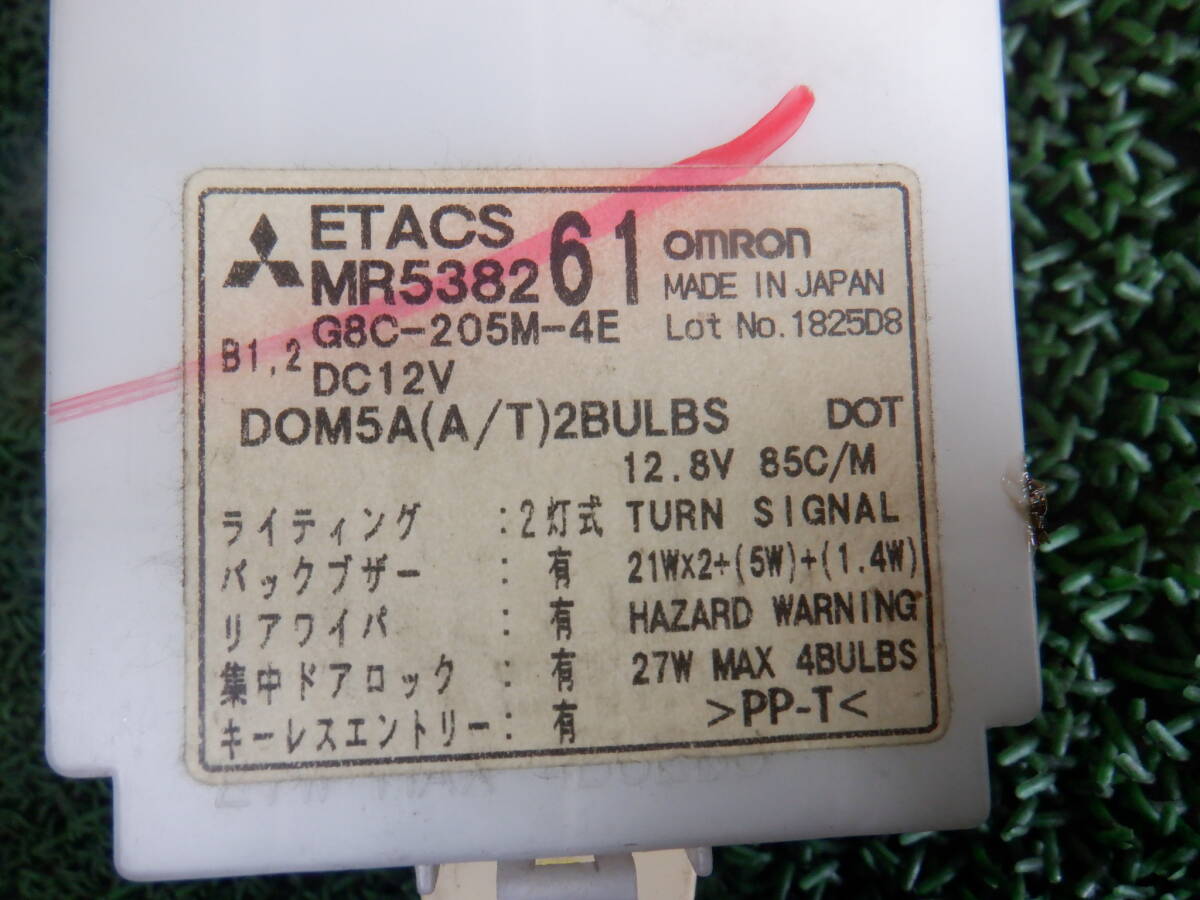 ETACS
MR538261
omron
MADE IN JAPAN
Lot No.1825D8
G8C-205M-4E
B1,2
DC12V
DOM5A(A/T)2BULBS DOT
12.8V 85C/M
ライティング :2灯式 TURN SIGNAL
バックブザー : 有 21W×2+(5W)+(1.4W)
リアワイパ : 有 HAZARD WARNING
集中ドアロック : 有 27W MAX 4BULBS
キーレスエントリー: 有 >PP-T<